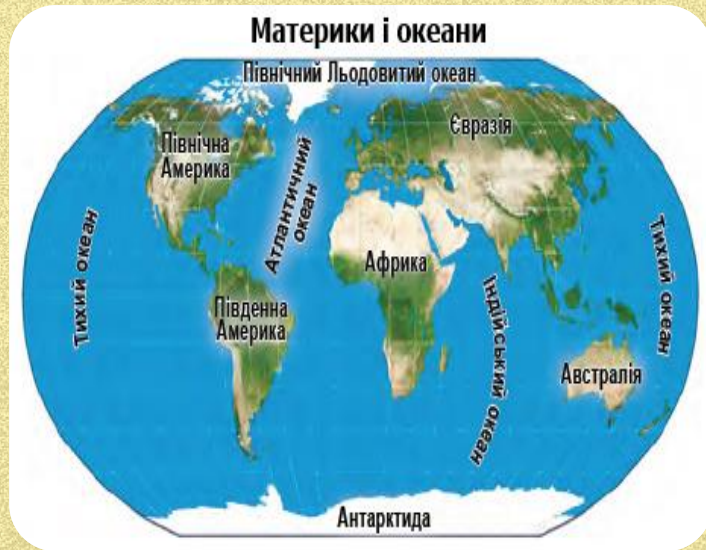 Материки і океани
Північний Льодовитий океан
Північна
Америка
Євразія
Атлантичний
океан
Тихий океан
Африка
Тихий океан
Південна
Америка
Індійський океан
Австралія
Антарктида